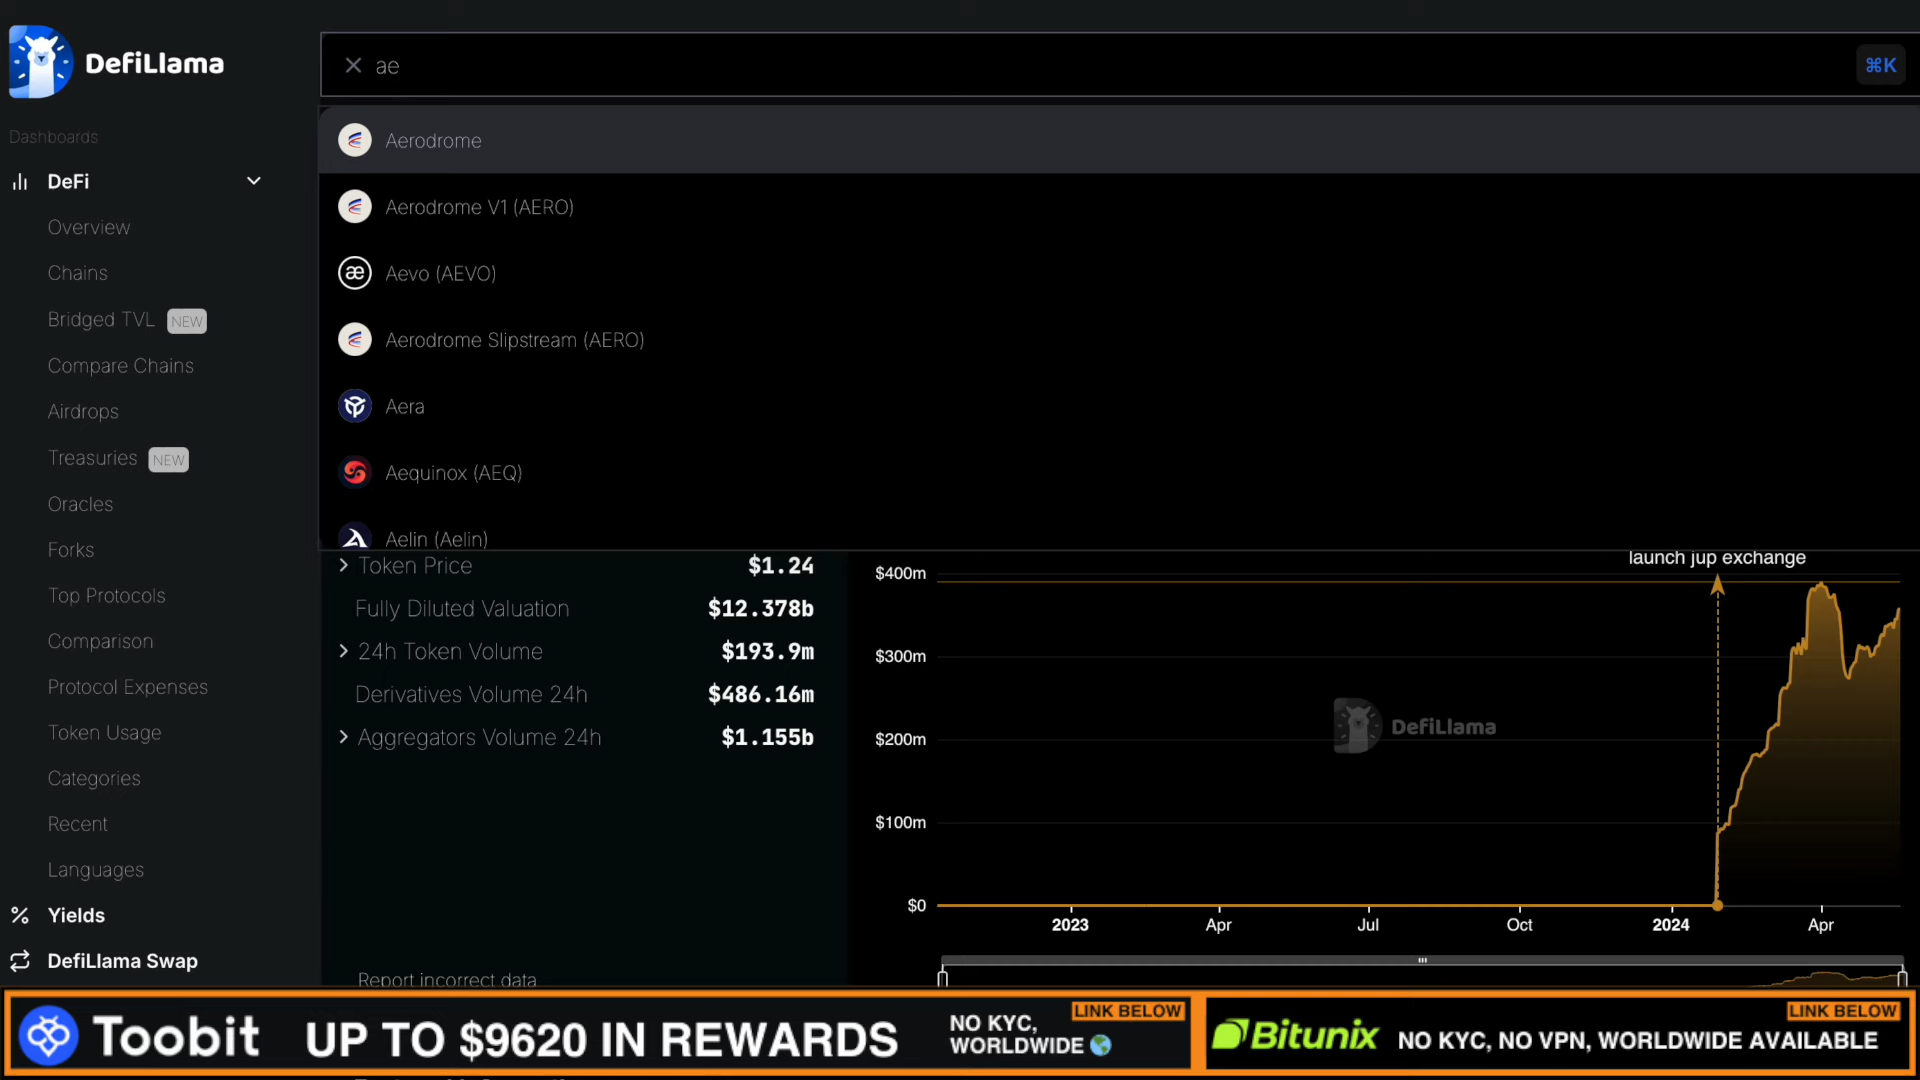 DefiLlama
ae
⌘K
Dashboards
DeFi
Overview
Chains
Bridged TVL NEW
Compare Chains
Airdrops
Treasuries NEW
Oracles
Forks
Top Protocols
Comparison
Protocol Expenses
Token Usage
Categories
Recent
Languages
Yields
DefiLlama Swap
Aerodrome
Aerodrome V1 (AERO)
æ Aevo (AEVO)
Aerodrome Slipstream (AERO)
Aera
Aequinox (AEQ)
Aelin (Aelin)
Token Price $1.24
Fully Diluted Valuation $12.378b
24h Token Volume $193.9m
Derivatives Volume 24h $486.16m
Aggregators Volume 24h $1.155b
Report incorrect data
launch jup exchange
$400m
$300m
$200m
$100m
$0
DefiLlama
2023 Apr Jul Oct 2024 Apr
Toobit UP TO $9620 IN REWARDS
NO KYC,
WORLDWIDE
LINK BELOW
Bitunix NO KYC, NO VPN, WORLDWIDE AVAILABLE
LINK BELOW